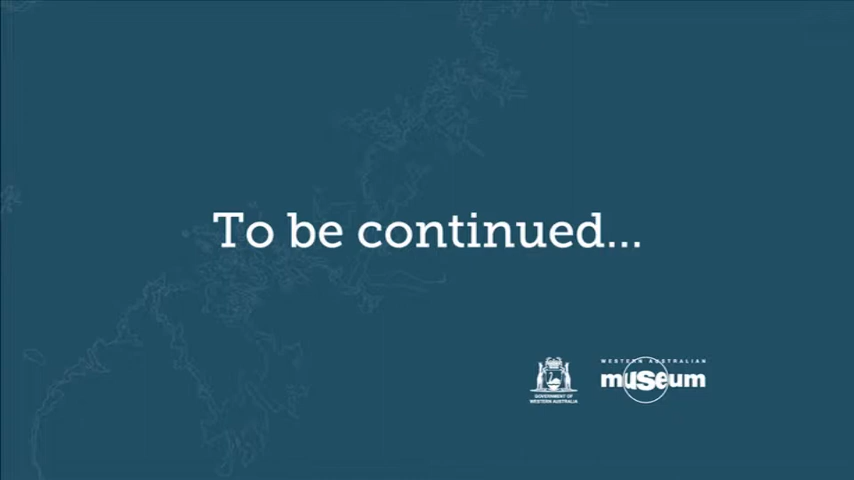 To be continued...
WESTERN AUSTRALIAN
museum
GOVERNMENT OF
WESTERN AUSTRALIA